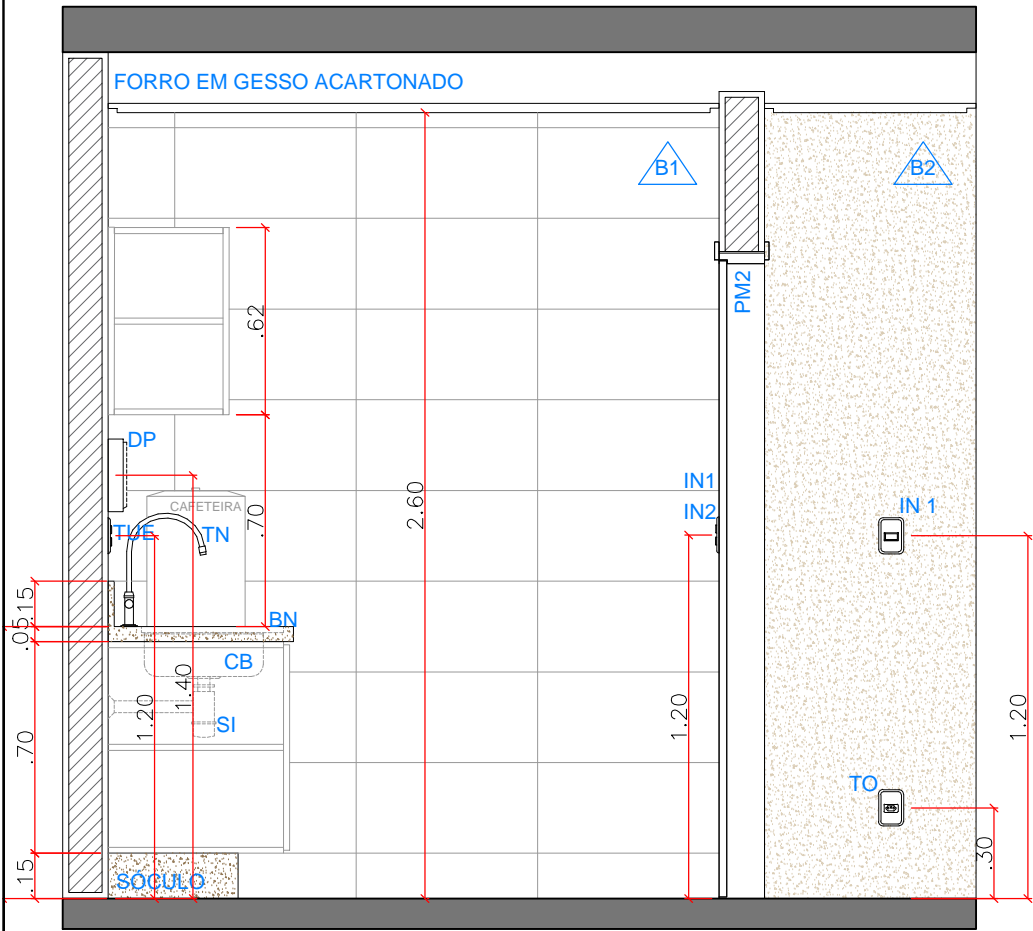 FORRO EM GESSO ACARTONADO
B1
B2
PM2
.62
DP
IN1
CAFETEIRA
2.60
IN2
IN 1
.70
TUE
TN
.15
BN
.05
CB
1.40
1.20
1.20
1.20
SI
.70
TO
.30
.15
SÓCULO